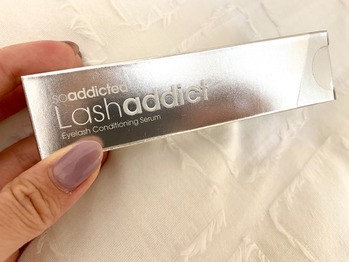 soaddicted
Lashaddict
Eyelash Conditioning Serum